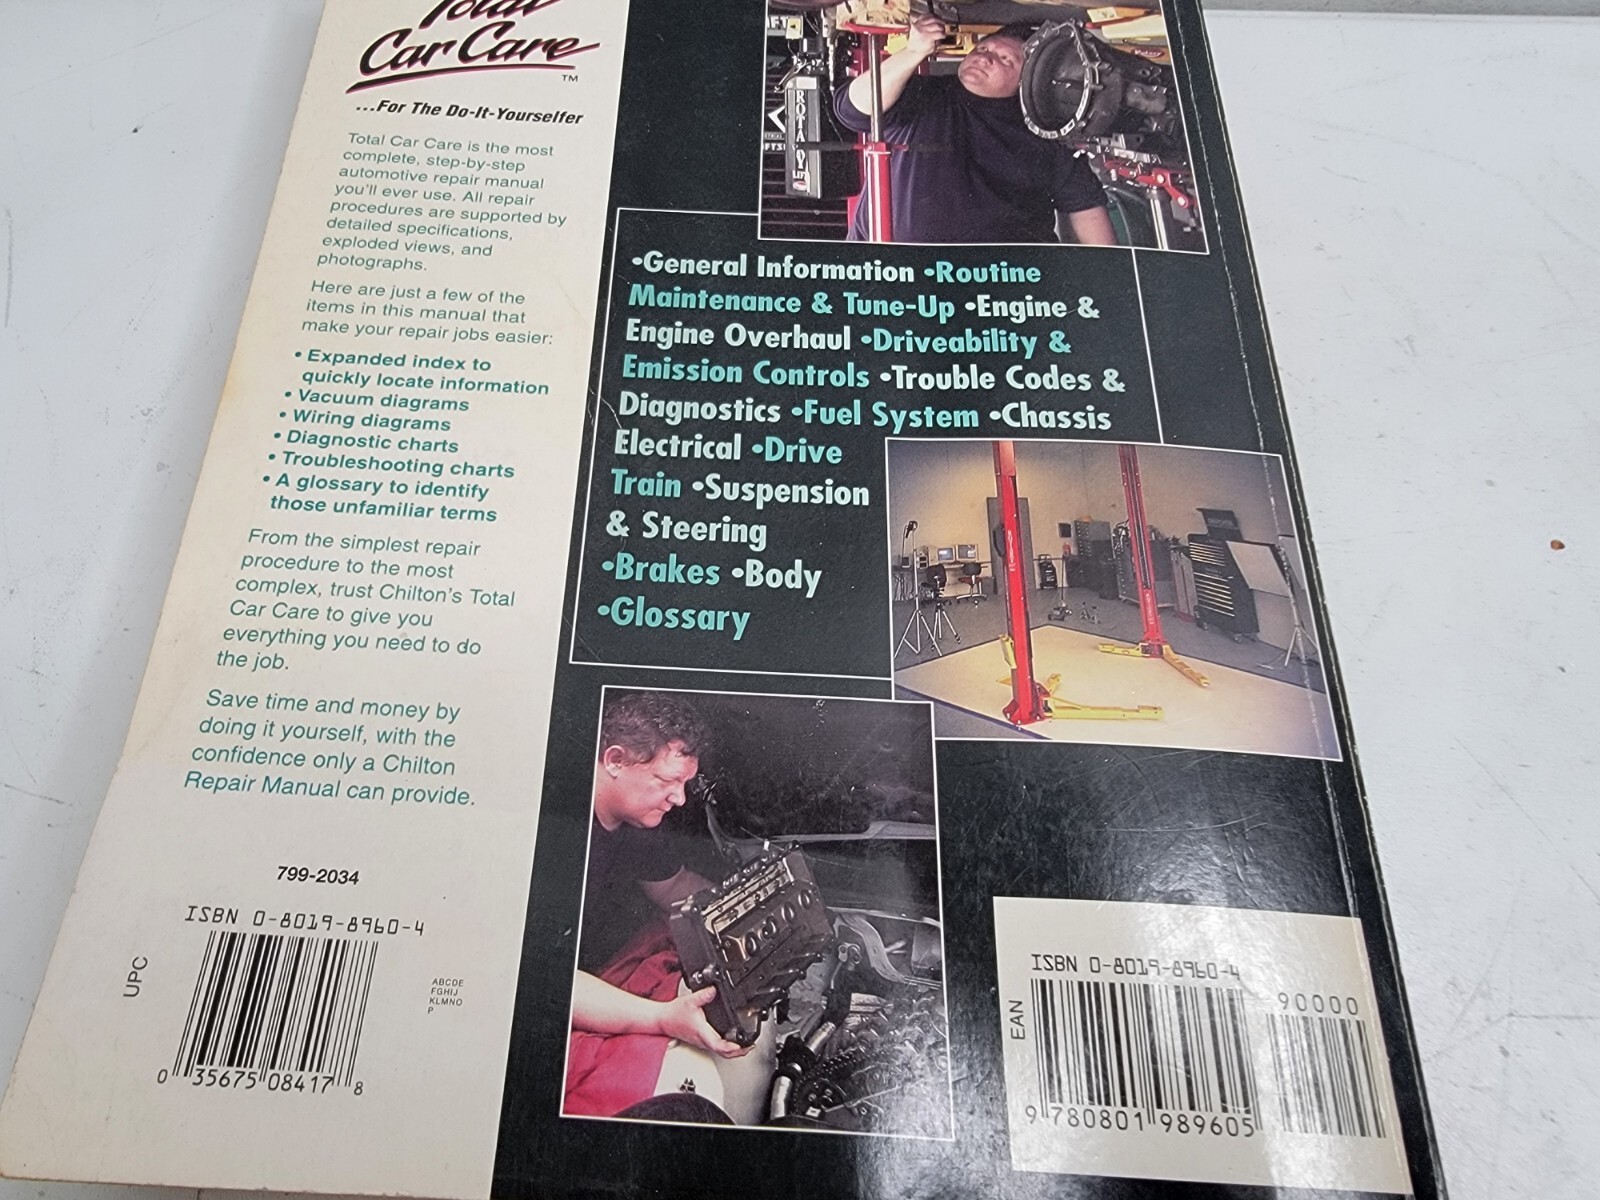 Total
Car Care
™
...For The Do-It-Yourselfer
Total Car Care is the most
complete, step-by-step
automotive repair manual
you'll ever use. All repair
procedures are supported by
detailed specifications,
exploded views, and
photographs.
Here are just a few of the
items in this manual that
make your repair jobs easier:
• Expanded index to
quickly locate information
• Vacuum diagrams
• Wiring diagrams
• Diagnostic charts
• Troubleshooting charts
• A glossary to identify
those unfamiliar terms
From the simplest repair
procedure to the most
complex, trust Chilton's Total
Car Care to give you
everything you need to do
the job.
Save time and money by
doing it yourself, with the
confidence only a Chilton
Repair Manual can provide.
799-2034
ISBN 0-8019-8960-4
UPC
ABCDE
FGHIJ
KLMNO
P
0 35675 08417 8
ROTARY
LIFT
•General Information •Routine
Maintenance & Tune-Up •Engine &
Engine Overhaul •Driveability &
Emission Controls •Trouble Codes &
Diagnostics •Fuel System •Chassis
Electrical •Drive
Train •Suspension
& Steering
•Brakes •Body
•Glossary
ISBN 0-8019-8960-4
90000
EAN
9 780801 989605